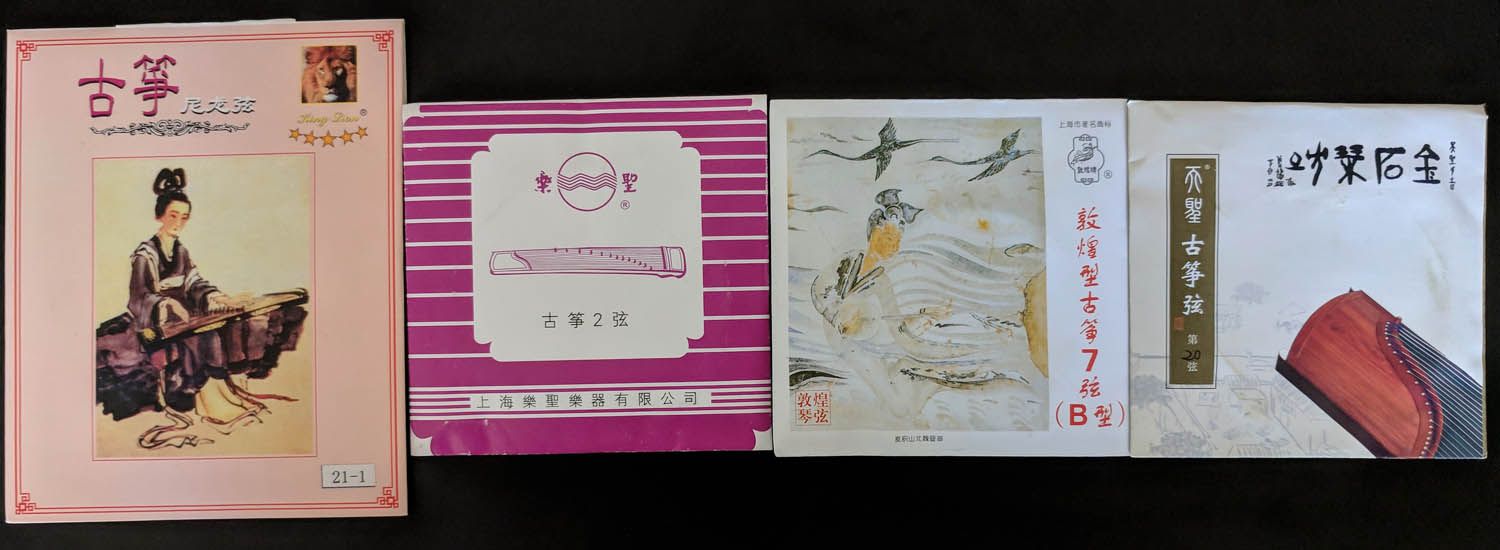 古筝
尼龙弦
King Lion®
21-1
樂聖
®
古筝2弦
上海樂聖樂器有限公司
上海市著名商标
敦煌牌
®
敦煌型古筝7弦
(B型)
敦煌
琴弦
天聖®古筝弦
第20弦
金石琴